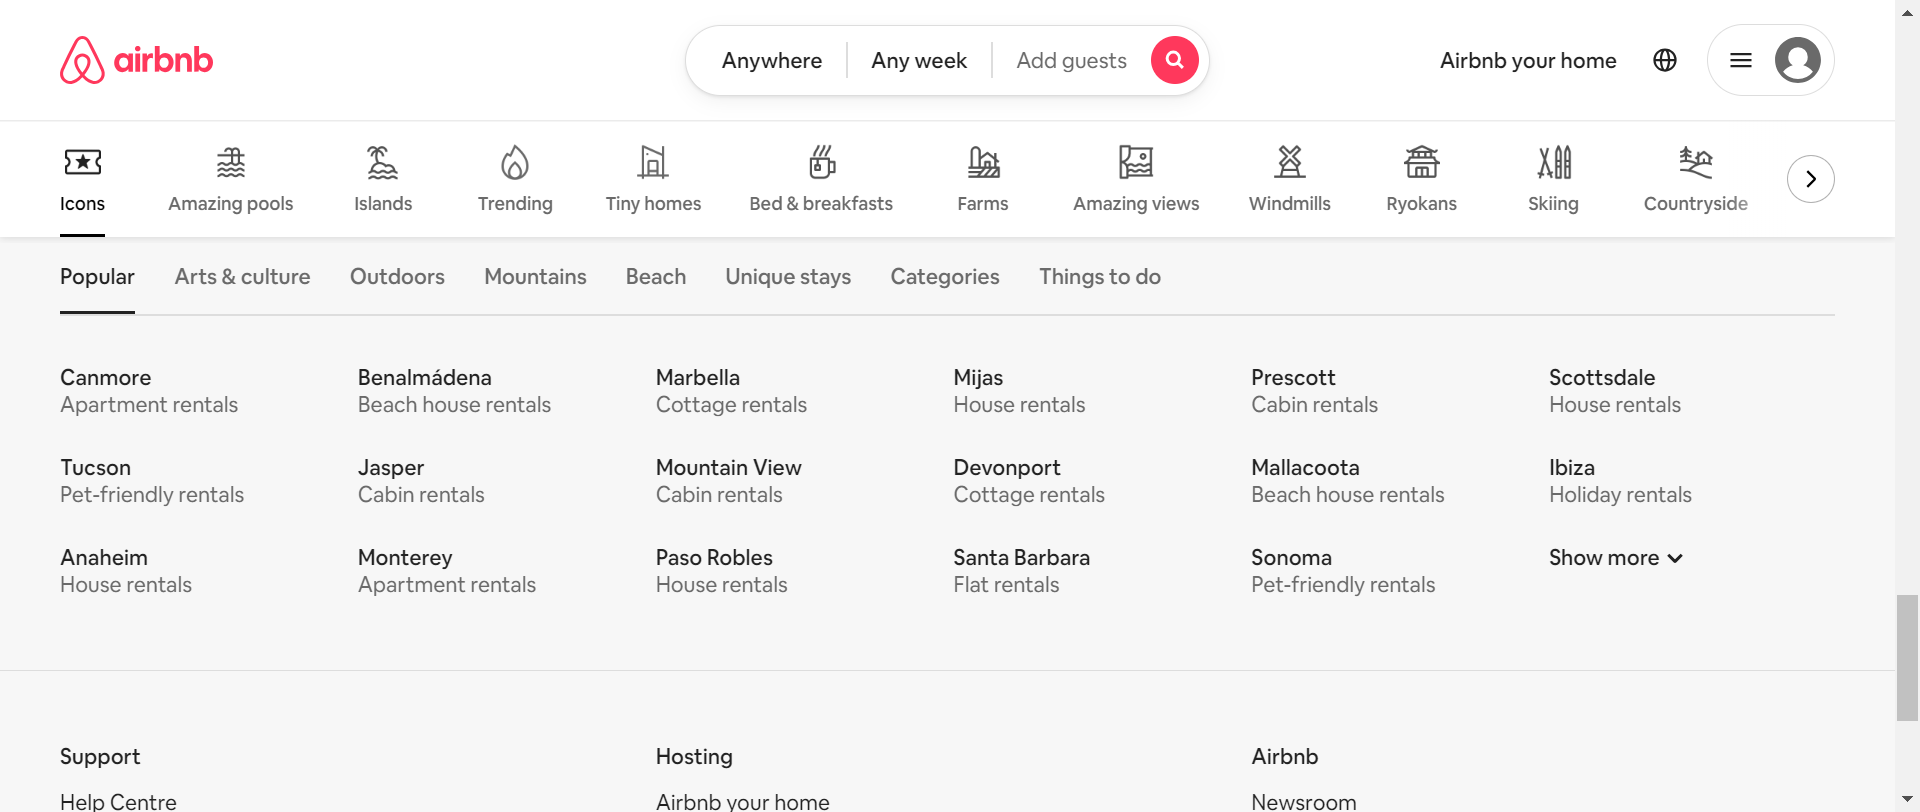 airbnb
Anywhere
Any week
Add guests
Airbnb your home
Icons
Amazing pools
Islands
Trending
Tiny homes
Bed & breakfasts
Farms
Amazing views
Windmills
Ryokans
Skiing
Countryside
Popular
Arts & culture
Outdoors
Mountains
Beach
Unique stays
Categories
Things to do
Canmore
Apartment rentals
Benalmádena
Beach house rentals
Marbella
Cottage rentals
Mijas
House rentals
Prescott
Cabin rentals
Scottsdale
House rentals
Tucson
Pet-friendly rentals
Jasper
Cabin rentals
Mountain View
Cabin rentals
Devonport
Cottage rentals
Mallacoota
Beach house rentals
Ibiza
Holiday rentals
Anaheim
House rentals
Monterey
Apartment rentals
Paso Robles
House rentals
Santa Barbara
Flat rentals
Sonoma
Pet-friendly rentals
Show more
Support
Help Centre
Hosting
Airbnb your home
Airbnb
Newsroom